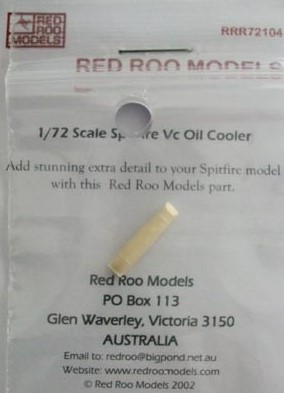 RED ROO MODELS
RRR72104
RED ROO MODELS
1/72 Scale Spitfire Vc Oil Cooler
Add stunning extra detail to your Spitfire model
with this Red Roo Models part.
Red Roo Models
PO Box 113
Glen Waverley, Victoria 3150
AUSTRALIA
Email to: redroo@bigpond.net.au
Website: www.redroomodels.com
© Red Roo Models 2002